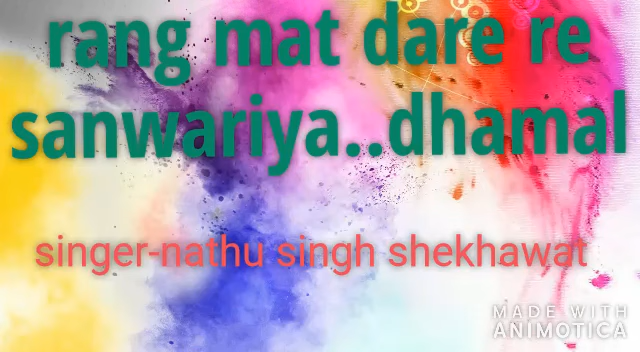 rang mat dare re
sanwariya..dhamal
singer-nathu singh shekhawat
MADE WITH
ANIMOTICA